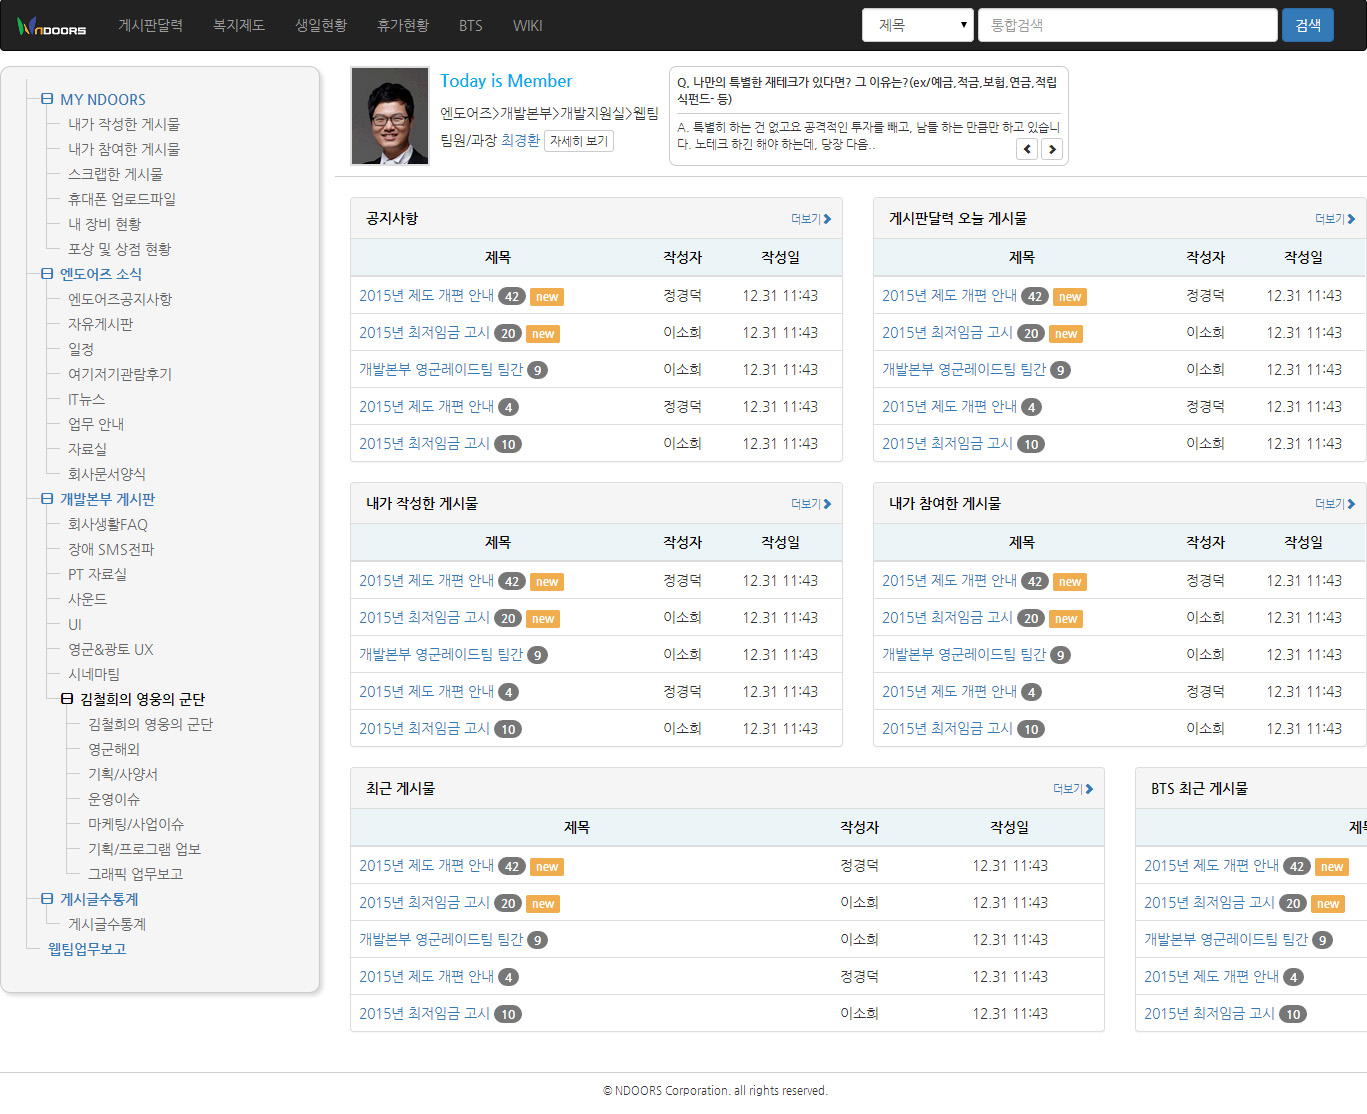 NDOORS 게시판달력 복지제도 생일현황 휴가현황 BTS WIKI 제목 통합검색 검색
MY NDOORS
내가 작성한 게시물
내가 참여한 게시물
스크랩한 게시물
휴대폰 업로드파일
내 장비 현황
포상 및 상점 현황
엔도어즈 소식
엔도어즈공지사항
자유게시판
일정
여기저기관람후기
IT뉴스
업무 안내
자료실
회사문서양식
개발본부 게시판
회사생활FAQ
장애 SMS전파
PT 자료실
사운드
UI
영군&광토 UX
시네마팀
김철희의 영웅의 군단
김철희의 영웅의 군단
영군해외
기획/사양서
운영이슈
마케팅/사업이슈
기획/프로그램 업보
그래픽 업무보고
게시글수통계
게시글수통계
웹팀업무보고
Today is Member
엔도어즈>개발본부>개발지원실>웹팀
팀원/과장 최경환 자세히 보기
Q. 나만의 특별한 재테크가 있다면? 그 이유는?(ex/예금,적금,보험,연금,적립
식펀드- 등)
A. 특별히 하는 건 없고요 공격적인 투자를 빼고, 남들 하는 만큼만 하고 있습니
다. 노테크 하긴 해야 하는데, 당장 다음..
공지사항 더보기
제목 작성자 작성일
2015년 제도 개편 안내 42 new 정경덕 12.31 11:43
2015년 최저임금 고시 20 new 이소희 12.31 11:43
개발본부 영군레이드팀 팀간 9 이소희 12.31 11:43
2015년 제도 개편 안내 4 정경덕 12.31 11:43
2015년 최저임금 고시 10 이소희 12.31 11:43
게시판달력 오늘 게시물 더보기
제목 작성자 작성일
2015년 제도 개편 안내 42 new 정경덕 12.31 11:43
2015년 최저임금 고시 20 new 이소희 12.31 11:43
개발본부 영군레이드팀 팀간 9 이소희 12.31 11:43
2015년 제도 개편 안내 4 정경덕 12.31 11:43
2015년 최저임금 고시 10 이소희 12.31 11:43
내가 작성한 게시물 더보기
제목 작성자 작성일
2015년 제도 개편 안내 42 new 정경덕 12.31 11:43
2015년 최저임금 고시 20 new 이소희 12.31 11:43
개발본부 영군레이드팀 팀간 9 이소희 12.31 11:43
2015년 제도 개편 안내 4 정경덕 12.31 11:43
2015년 최저임금 고시 10 이소희 12.31 11:43
내가 참여한 게시물 더보기
제목 작성자 작성일
2015년 제도 개편 안내 42 new 정경덕 12.31 11:43
2015년 최저임금 고시 20 new 이소희 12.31 11:43
개발본부 영군레이드팀 팀간 9 이소희 12.31 11:43
2015년 제도 개편 안내 4 정경덕 12.31 11:43
2015년 최저임금 고시 10 이소희 12.31 11:43
최근 게시물 더보기
제목 작성자 작성일
2015년 제도 개편 안내 42 new 정경덕 12.31 11:43
2015년 최저임금 고시 20 new 이소희 12.31 11:43
개발본부 영군레이드팀 팀간 9 이소희 12.31 11:43
2015년 제도 개편 안내 4 정경덕 12.31 11:43
2015년 최저임금 고시 10 이소희 12.31 11:43
BTS 최근 게시물
제목
2015년 제도 개편 안내 42 new
2015년 최저임금 고시 20 new
개발본부 영군레이드팀 팀간 9
2015년 제도 개편 안내 4
2015년 최저임금 고시 10
© NDOORS Corporation. all rights reserved.